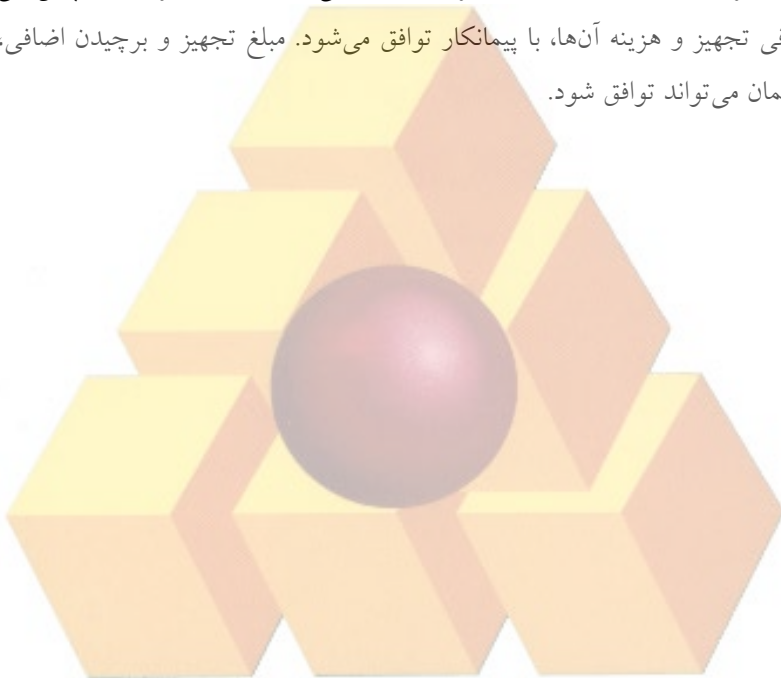 قی تجهیز و هزینه آن‌ها، با پیمانکار توافق می‌شود. مبلغ تجهیز و برچیدن اضافی،
مان می‌تواند توافق شود.